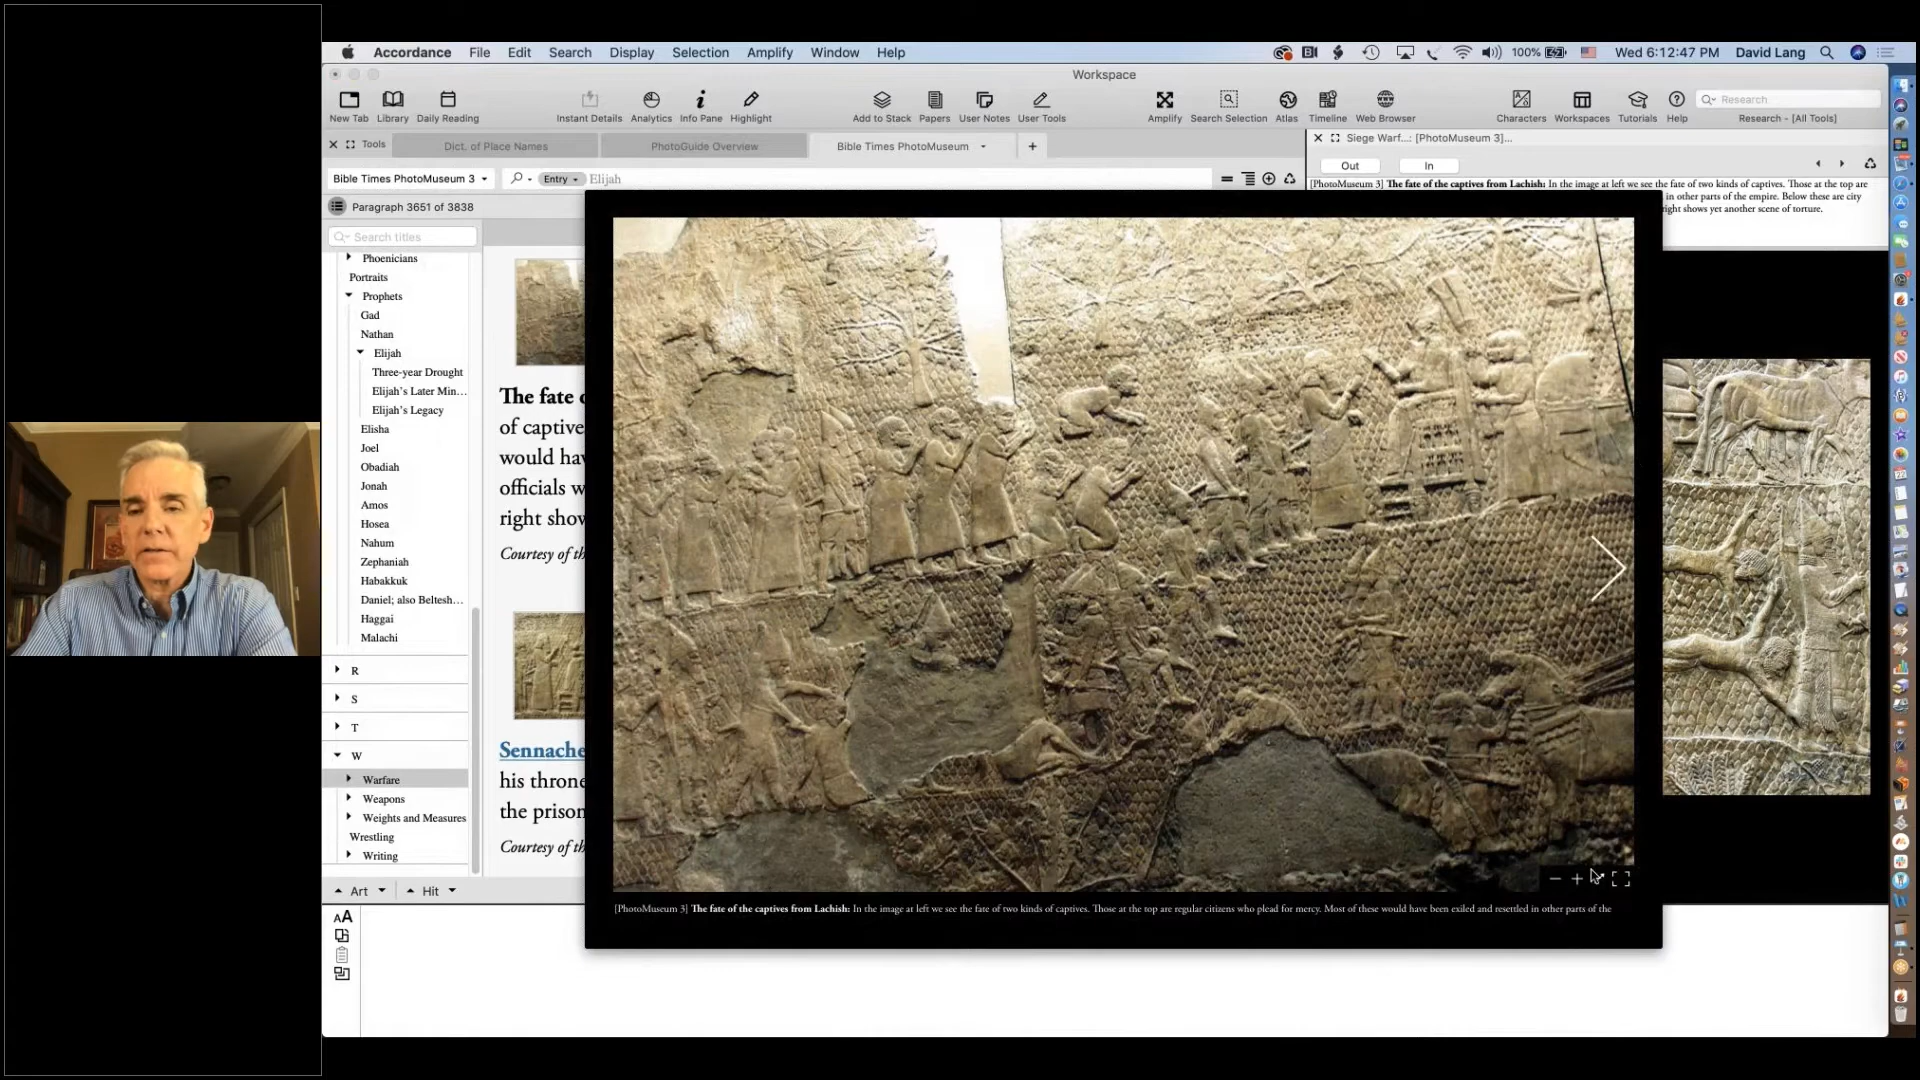 Accordance File Edit Search Display Selection Amplify Window Help
100% Wed 6:12:47 PM David Lang
Workspace
New Tab Library Daily Reading Instant Details Analytics Info Pane Highlight Add to Stack Papers User Notes User Tools Amplify Search Selection Atlas Timeline Web Browser Characters Workspaces Tutorials Help
Research
Research - [All Tools]
Tools Dict. of Place Names PhotoGuide Overview Bible Times PhotoMuseum
Siege Warf...: [PhotoMuseum 3]...
Out In
Bible Times PhotoMuseum 3 Entry Elijah
[PhotoMuseum 3] The fate of the captives from Lachish: In the image at left we see the fate of two kinds of captives. Those at the top are
in other parts of the empire. Below these are city
right shows yet another scene of torture.
Paragraph 3651 of 3838
Search titles
Phoenicians
Portraits
Prophets
Gad
Nathan
Elijah
Three-year Drought
Elijah's Later Min...
Elijah's Legacy
Elisha
Joel
Obadiah
Jonah
Amos
Hosea
Nahum
Zephaniah
Habakkuk
Daniel; also Beltesh...
Haggai
Malachi
R
S
T
W
Warfare
Weapons
Weights and Measures
Wrestling
Writing
Art Hit
AA
The fate o
of captive
would hav
officials w
right show
Courtesy of th
Sennache
his throne
the prison
Courtesy of th
[PhotoMuseum 3] The fate of the captives from Lachish: In the image at left we see the fate of two kinds of captives. Those at the top are regular citizens who plead for mercy. Most of these would have been exiled and resettled in other parts of the